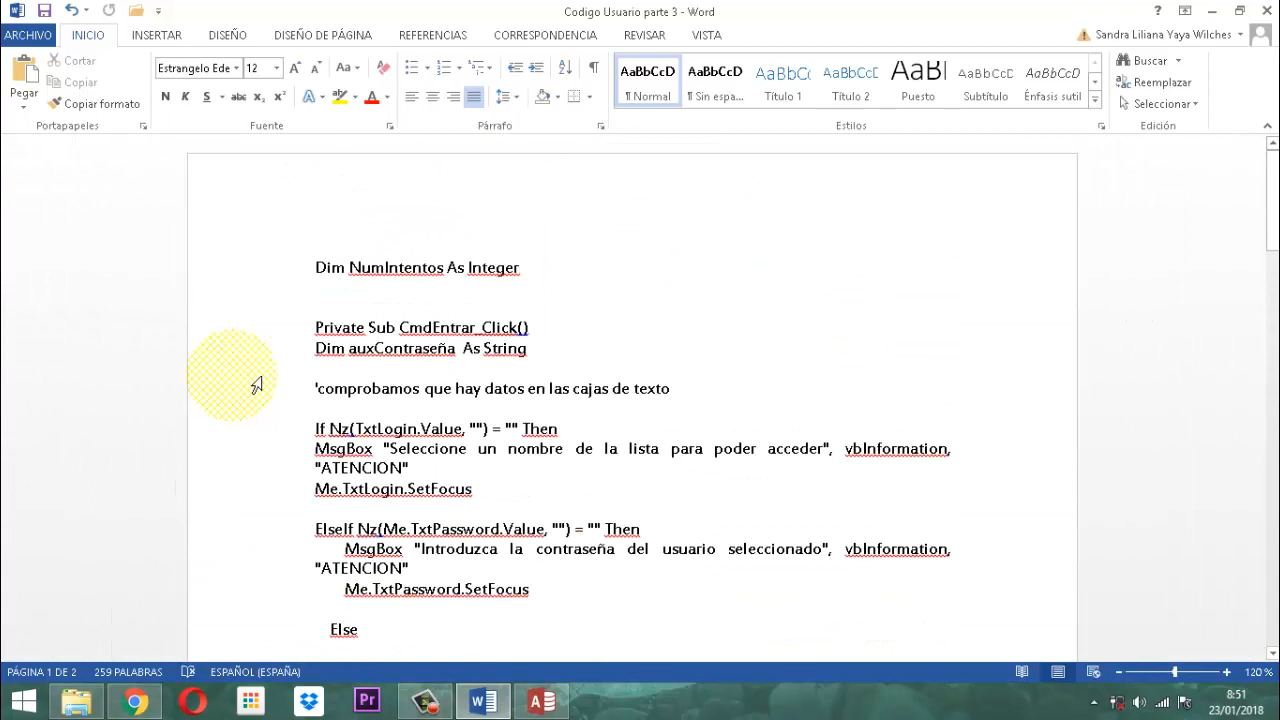 Codigo Usuario parte 3 - Word
ARCHIVO INICIO INSERTAR DISEÑO DISEÑO DE PÁGINA REFERENCIAS CORRESPONDENCIA REVISAR VISTA Sandra Liliana Yaya Wilches
Pegar
Cortar
Copiar
Copiar formato
Portapapeles
Estrangelo Ede 12
N K S abc x₂ x²
Fuente
Párrafo
AaBbCcD AaBbCcD AaBbCc AaBbCcC AaBl AaBbCcD AaBbCcD
¶ Normal ¶ Sin espa... Título 1 Título 2 Puesto Subtítulo Énfasis sutil
Estilos
Buscar
Reemplazar
Seleccionar
Edición
Dim NumIntentos As Integer
Private Sub CmdEntrar_Click()
Dim auxContraseña As String
'comprobamos que hay datos en las cajas de texto
If Nz(TxtLogin.Value, "") = "" Then
MsgBox "Seleccione un nombre de la lista para poder acceder", vbInformation,
"ATENCION"
Me.TxtLogin.SetFocus
ElseIf Nz(Me.TxtPassword.Value, "") = "" Then
MsgBox "Introduzca la contraseña del usuario seleccionado", vbInformation,
"ATENCION"
Me.TxtPassword.SetFocus
Else
PÁGINA 1 DE 2 259 PALABRAS ESPAÑOL (ESPAÑA) 120 %
Pr
8:51
23/01/2018